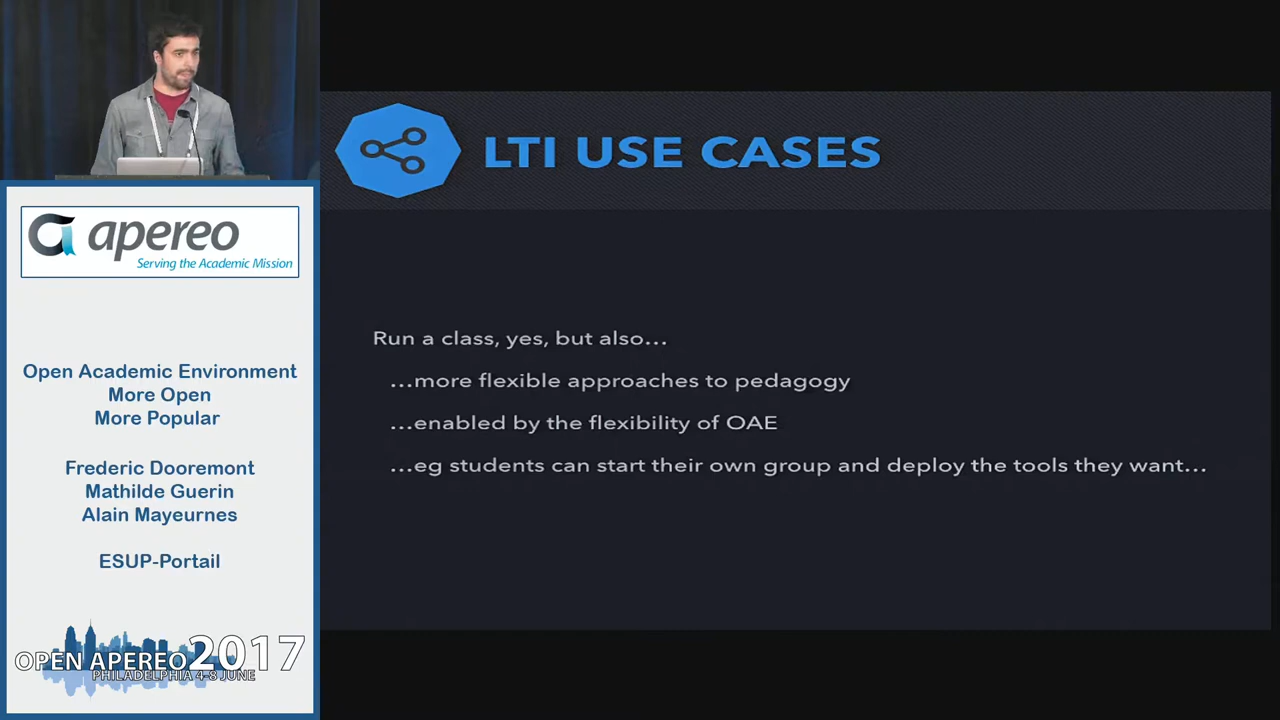 apereo
Serving the Academic Mission
Open Academic Environment
More Open
More Popular
Frederic Dooremont
Mathilde Guerin
Alain Mayeurnes
ESUP-Portail
OPEN APEREO 2017
PHILADELPHIA 4-8 JUNE
LTI USE CASES
Run a class, yes, but also...
...more flexible approaches to pedagogy
...enabled by the flexibility of OAE
...eg students can start their own group and deploy the tools they want...